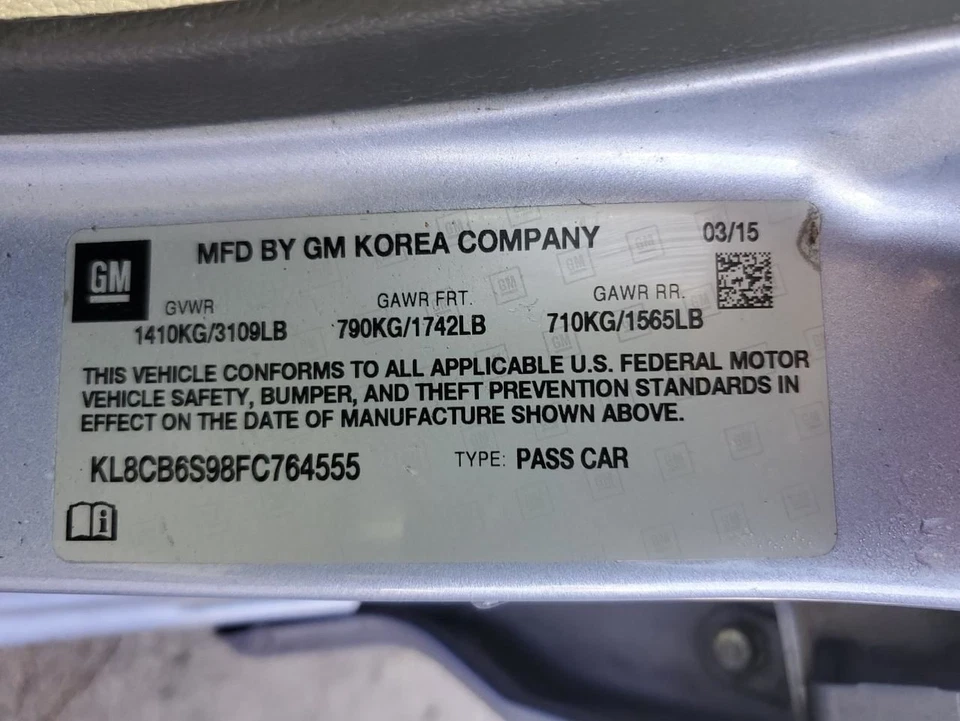 MFD BY GM KOREA COMPANY 03/15
GM
GVWR GAWR FRT. GAWR RR.
1410KG/3109LB 790KG/1742LB 710KG/1565LB
THIS VEHICLE CONFORMS TO ALL APPLICABLE U.S. FEDERAL MOTOR
VEHICLE SAFETY, BUMPER, AND THEFT PREVENTION STANDARDS IN
EFFECT ON THE DATE OF MANUFACTURE SHOWN ABOVE.
KL8CB6S98FC764555 TYPE: PASS CAR
i